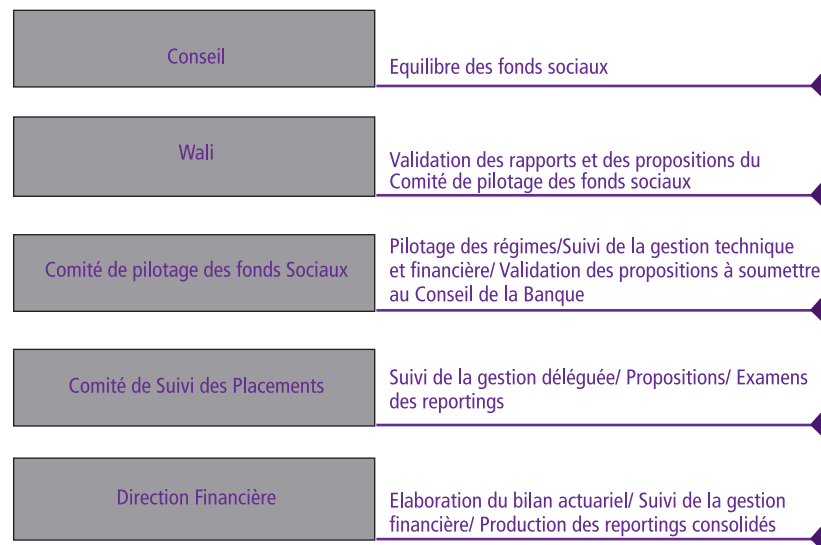 Conseil
Equilibre des fonds sociaux
Wali
Validation des rapports et des propositions du
Comité de pilotage des fonds sociaux
Comité de pilotage des fonds Sociaux
Pilotage des régimes/Suivi de la gestion technique
et financière/ Validation des propositions à soumettre
au Conseil de la Banque
Comité de Suivi des Placements
Suivi de la gestion déléguée/ Propositions/ Examens
des reportings
Direction Financière
Elaboration du bilan actuariel/ Suivi de la gestion
financière/ Production des reportings consolidés